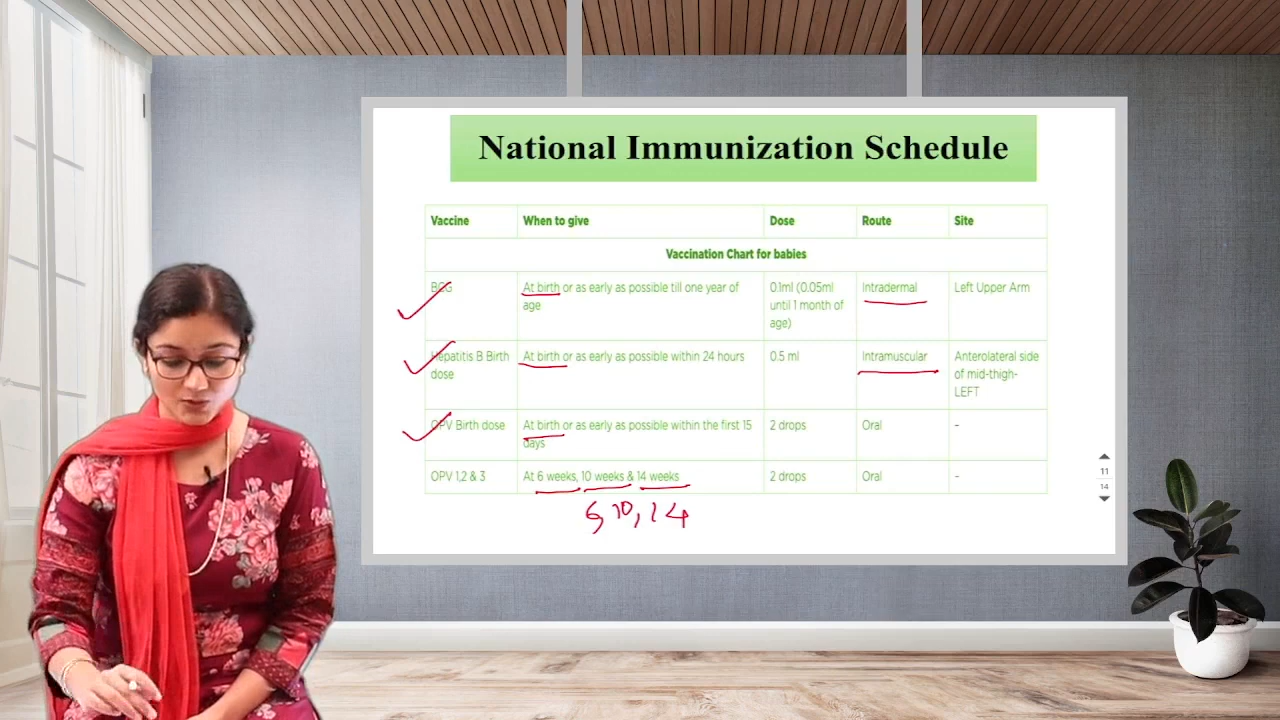 National Immunization Schedule
Vaccine When to give Dose Route Site
Vaccination Chart for babies
BCG At birth or as early as possible till one year of age 0.1ml (0.05ml until 1 month of age) Intradermal Left Upper Arm
Hepatitis B Birth dose At birth or as early as possible within 24 hours 0.5 ml Intramuscular Anterolateral side of mid-thigh-LEFT
OPV Birth dose At birth or as early as possible within the first 15 days 2 drops Oral -
OPV 1,2 & 3 At 6 weeks, 10 weeks & 14 weeks 2 drops Oral -
6, 10, 14
11
14